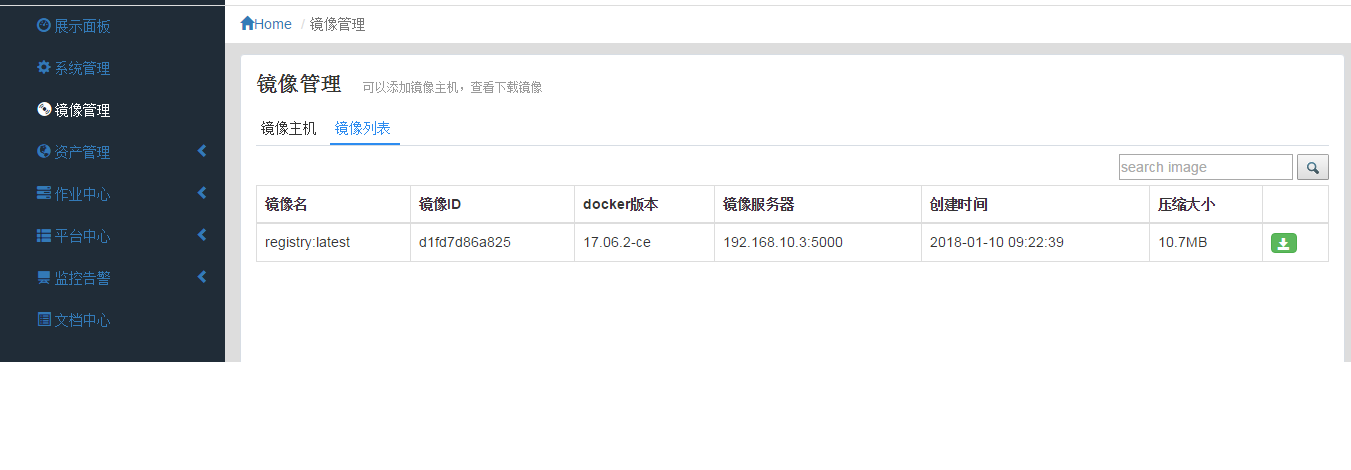 展示面板
系统管理
镜像管理
资产管理
作业中心
平台中心
监控告警
文档中心
Home / 镜像管理
镜像管理 可以添加镜像主机，查看下载镜像
镜像主机 镜像列表
search image
镜像名 镜像ID docker版本 镜像服务器 创建时间 压缩大小
registry:latest d1fd7d86a825 17.06.2-ce 192.168.10.3:5000 2018-01-10 09:22:39 10.7MB